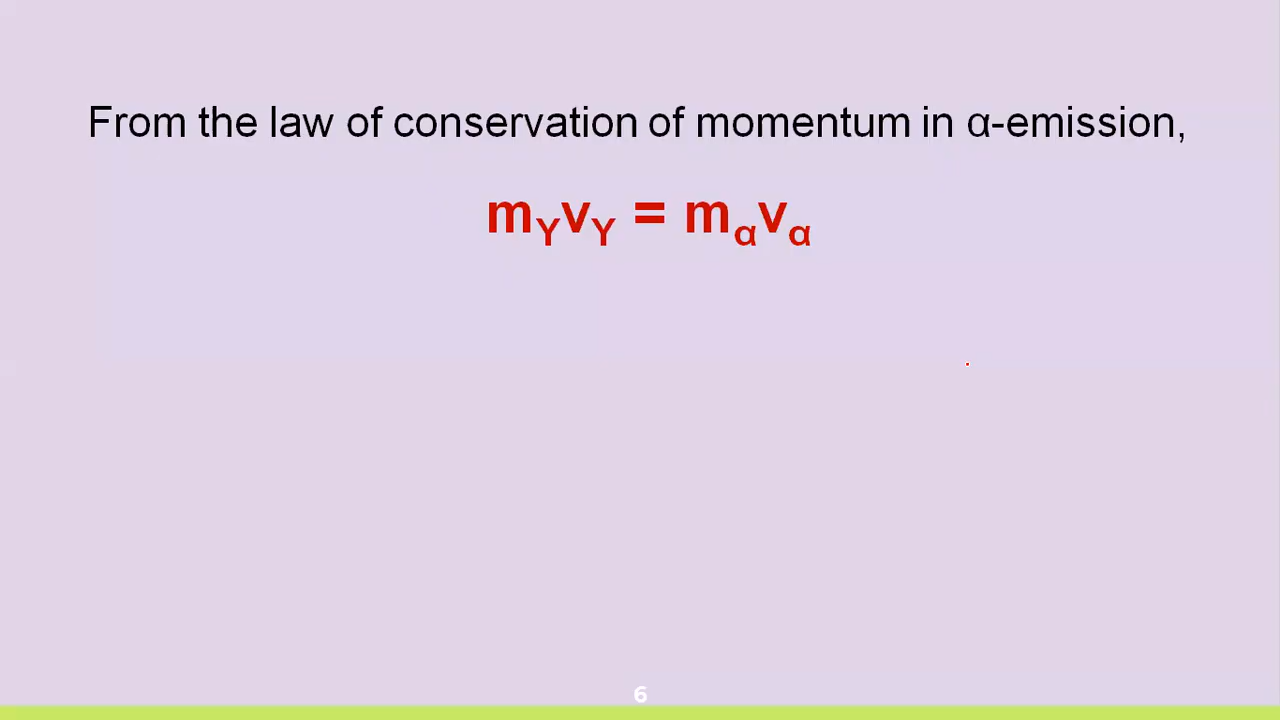 From the law of conservation of momentum in α-emission,
mYvY = mαvα
6